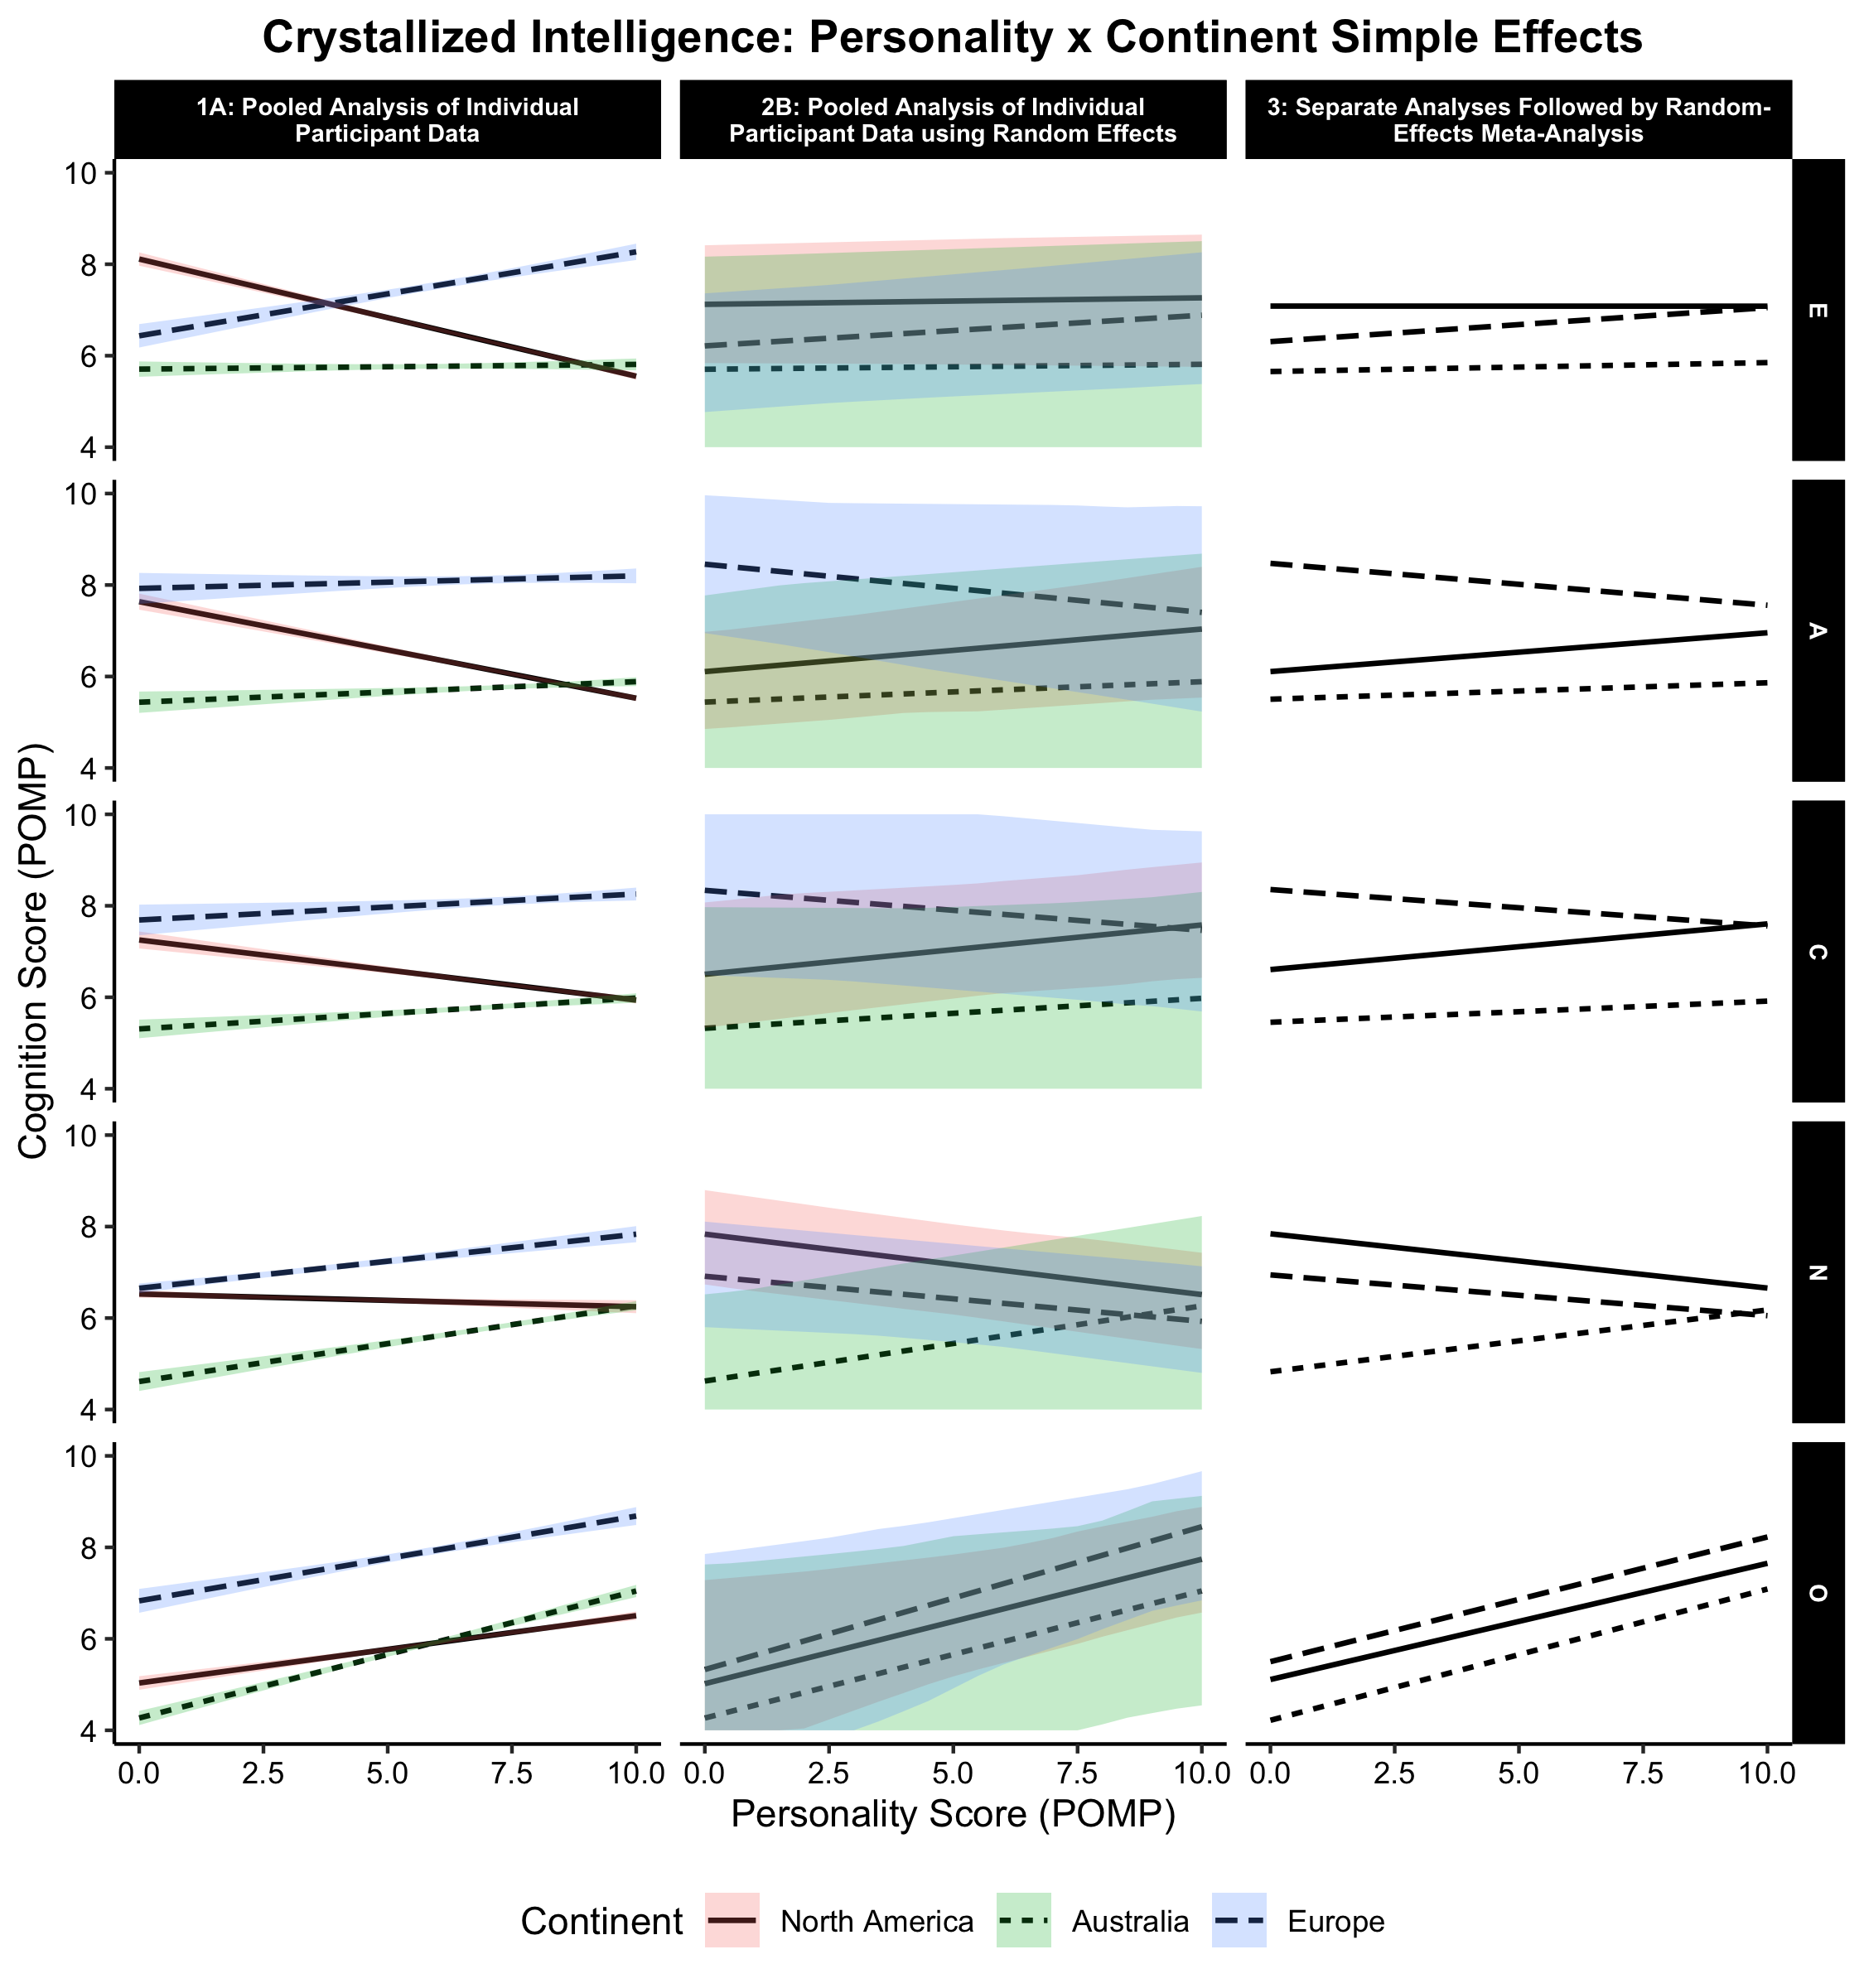 Crystallized Intelligence: Personality x Continent Simple Effects
1A: Pooled Analysis of Individual
Participant Data
2B: Pooled Analysis of Individual
Participant Data using Random Effects
3: Separate Analyses Followed by Random-
Effects Meta-Analysis
Cognition Score (POMP)
10
8
6
4
E
10
8
6
4
A
10
8
6
4
C
10
8
6
4
N
10
8
6
4
O
0.0 2.5 5.0 7.5 10.0 0.0 2.5 5.0 7.5 10.0 0.0 2.5 5.0 7.5 10.0
Personality Score (POMP)
Continent North America Australia Europe